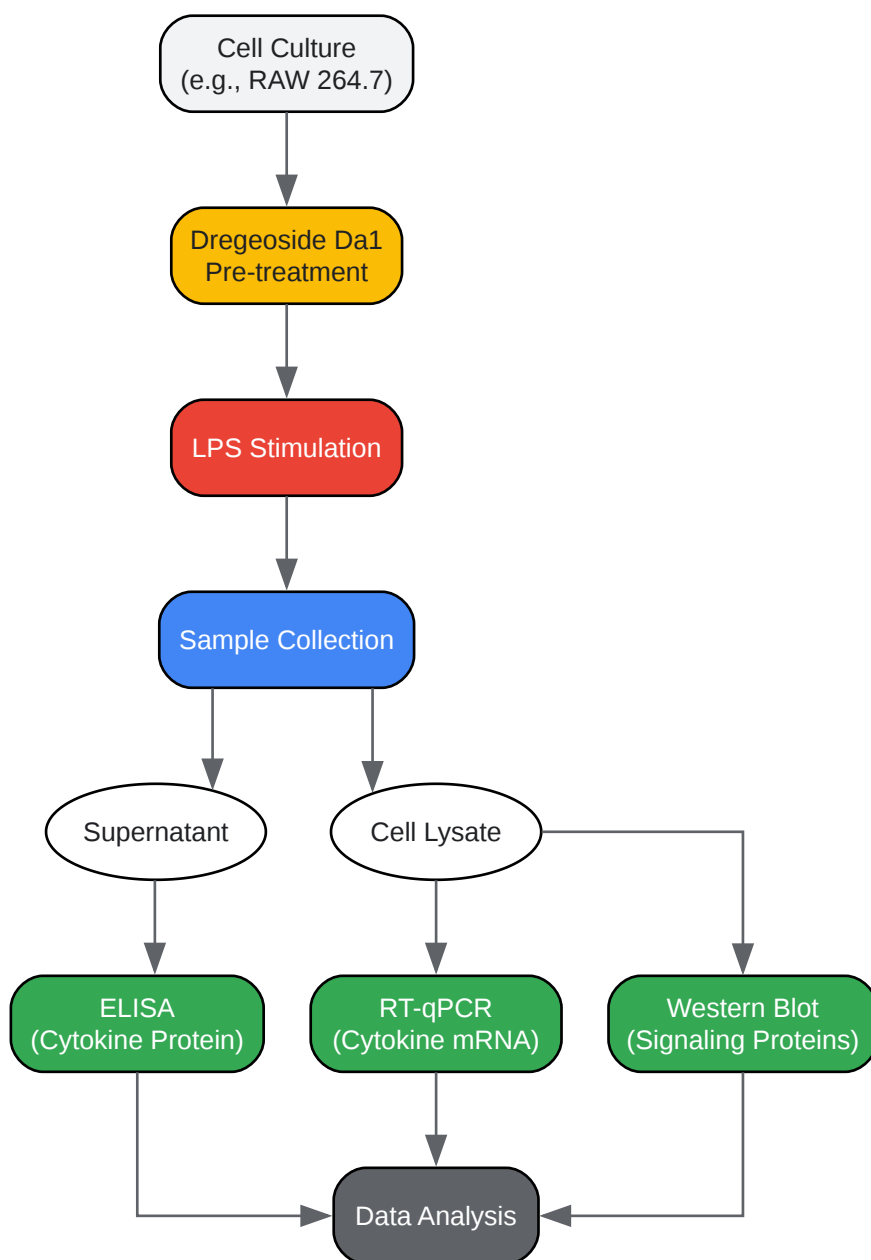 Cell Culture
(e.g., RAW 264.7)
Dregeoside Da1
Pre-treatment
LPS Stimulation
Sample Collection
Supernatant
Cell Lysate
ELISA
(Cytokine Protein)
RT-qPCR
(Cytokine mRNA)
Western Blot
(Signaling Proteins)
Data Analysis